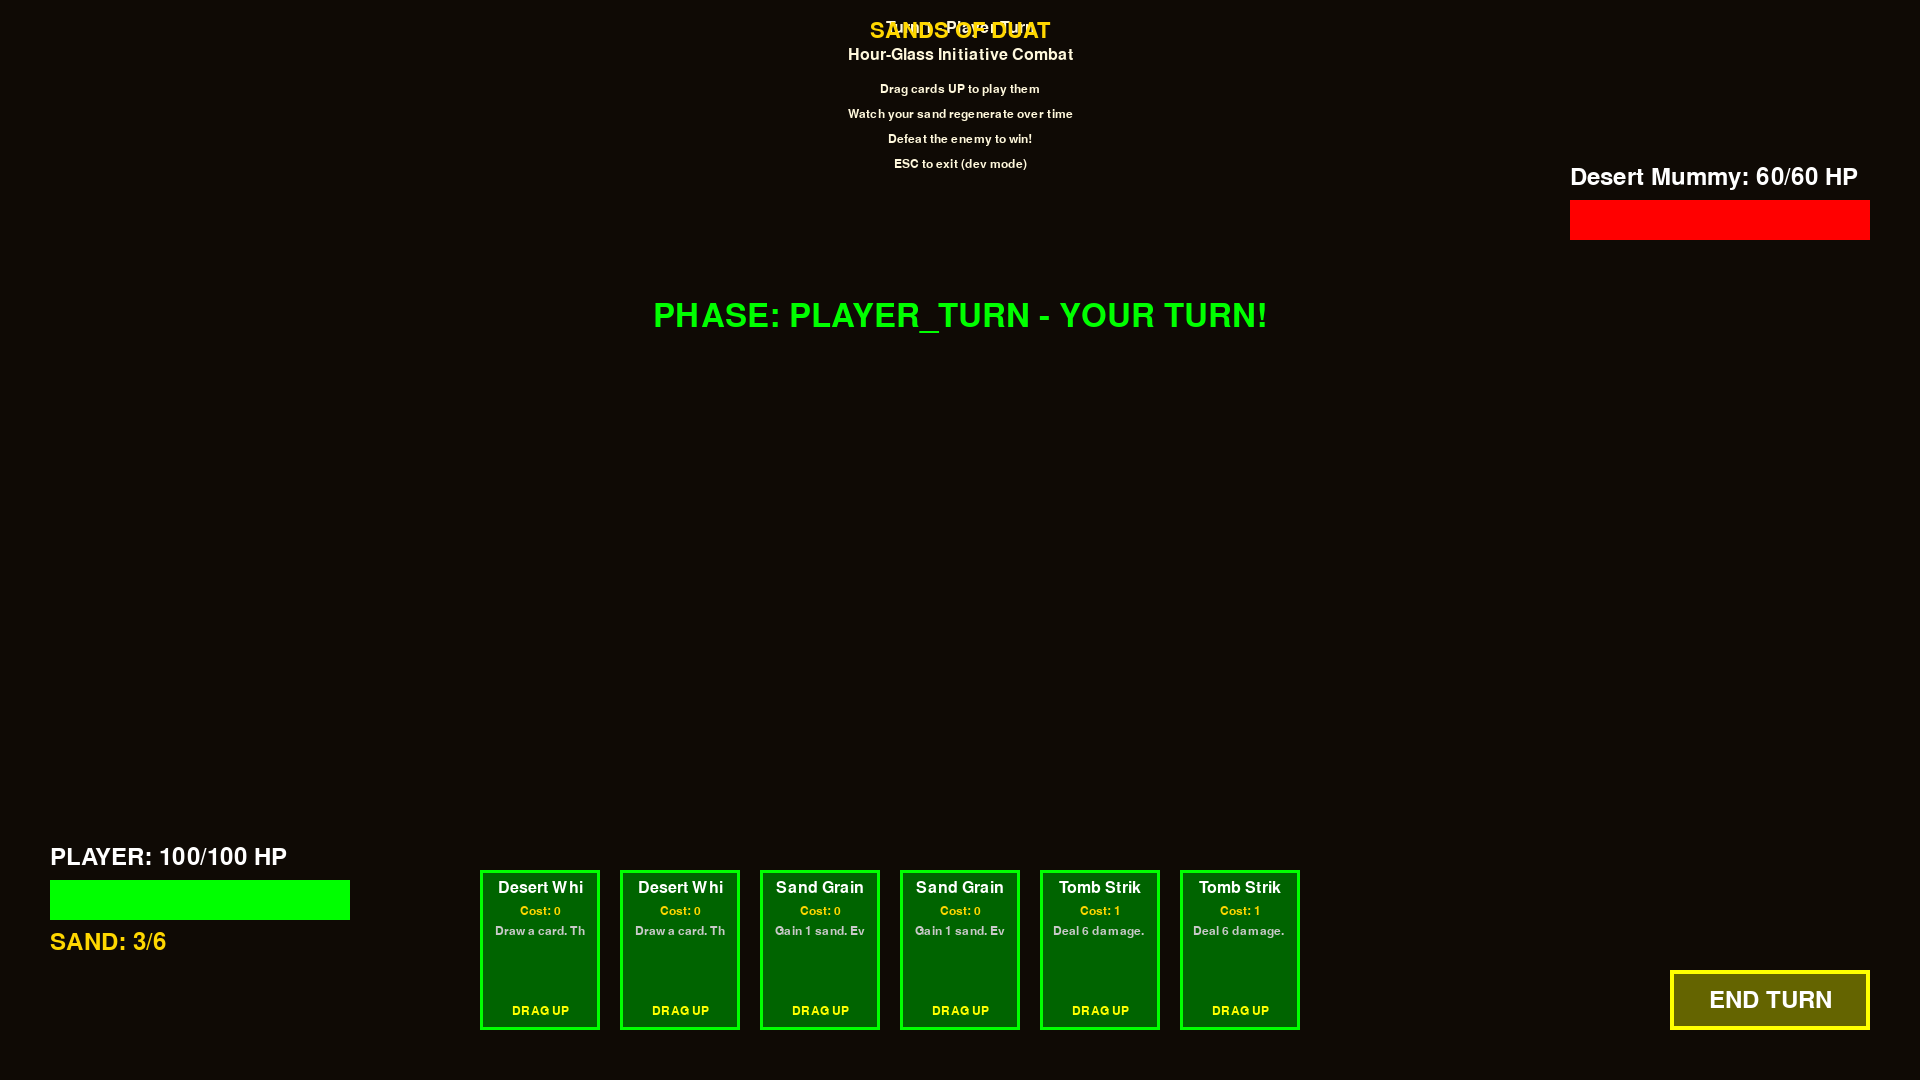 Turn 1 - Player Turn
SANDS OF DUAT
Hour-Glass Initiative Combat
Drag cards UP to play them
Watch your sand regenerate over time
Defeat the enemy to win!
ESC to exit (dev mode)
Desert Mummy: 60/60 HP
PHASE: PLAYER_TURN - YOUR TURN!
PLAYER: 100/100 HP
SAND: 3/6
Desert Whi
Cost: 0
Draw a card. Th
DRAG UP
Desert Whi
Cost: 0
Draw a card. Th
DRAG UP
Sand Grain
Cost: 0
Gain 1 sand. Ev
DRAG UP
Sand Grain
Cost: 0
Gain 1 sand. Ev
DRAG UP
Tomb Strik
Cost: 1
Deal 6 damage.
DRAG UP
Tomb Strik
Cost: 1
Deal 6 damage.
DRAG UP
END TURN